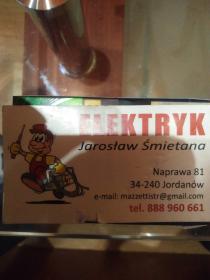 ELEKTRYK
Jarosław Śmietana
Naprawa 81
34-240 Jordanów
e-mail: mazzettistr@gmail.com
tel. 888 960 661